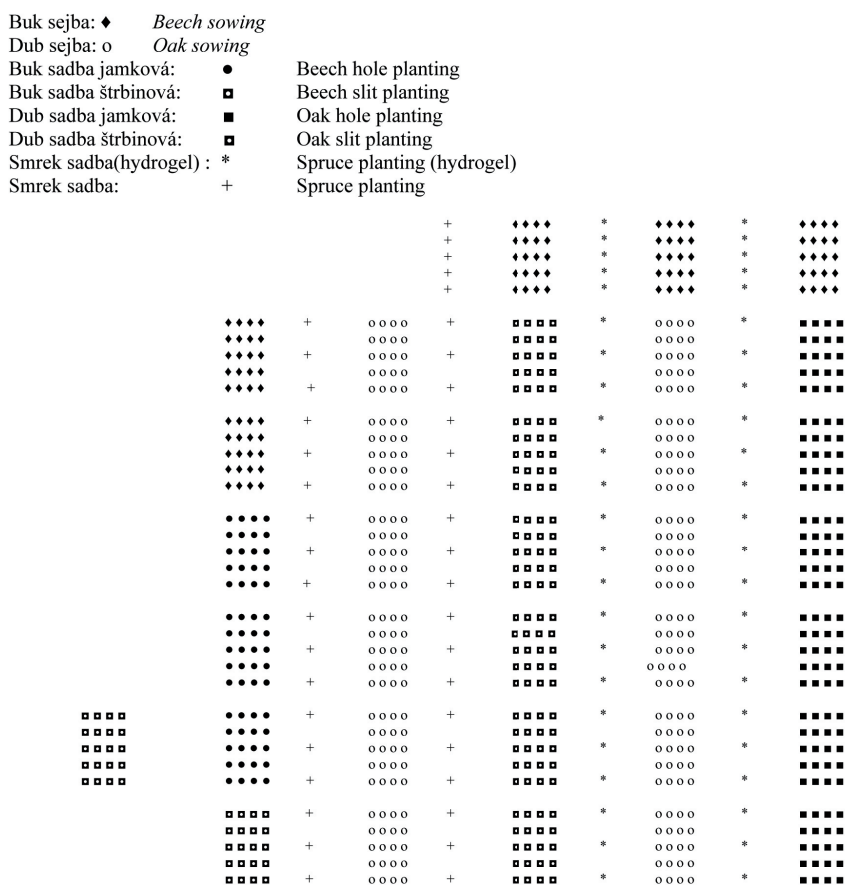 Buk sejba: ♦ Beech sowing
Dub sejba: o Oak sowing
Buk sadba jamková: ● Beech hole planting
Buk sadba štrbinová: ◘ Beech slit planting
Dub sadba jamková: ■ Oak hole planting
Dub sadba štrbinová: ◘ Oak slit planting
Smrek sadba(hydrogel) : * Spruce planting (hydrogel)
Smrek sadba: + Spruce planting
+ ♦♦♦♦ * ♦♦♦♦ * ♦♦♦♦
+ ♦♦♦♦ * ♦♦♦♦ * ♦♦♦♦
+ ♦♦♦♦ * ♦♦♦♦ * ♦♦♦♦
+ ♦♦♦♦ * ♦♦♦♦ * ♦♦♦♦
+ ♦♦♦♦ * ♦♦♦♦ * ♦♦♦♦
♦♦♦♦ + o o o o + ◘◘◘◘ * o o o o * ■■■■
♦♦♦♦ o o o o ◘◘◘◘ o o o o ■■■■
♦♦♦♦ + o o o o + ◘◘◘◘ * o o o o * ■■■■
♦♦♦♦ o o o o ◘◘◘◘ o o o o ■■■■
♦♦♦♦ + o o o o + ◘◘◘◘ * o o o o * ■■■■
♦♦♦♦ + o o o o + ◘◘◘◘ * o o o o * ■■■■
♦♦♦♦ o o o o ◘◘◘◘ o o o o ■■■■
♦♦♦♦ + o o o o + ◘◘◘◘ * o o o o * ■■■■
♦♦♦♦ o o o o ◘◘◘◘ o o o o ■■■■
♦♦♦♦ + o o o o + ◘◘◘◘ * o o o o * ■■■■
●●●● + o o o o + ◘◘◘◘ * o o o o * ■■■■
●●●● o o o o ◘◘◘◘ o o o o ■■■■
●●●● + o o o o + ◘◘◘◘ * o o o o * ■■■■
●●●● o o o o ◘◘◘◘ o o o o ■■■■
●●●● + o o o o + ◘◘◘◘ * o o o o * ■■■■
●●●● + o o o o + ◘◘◘◘ * o o o o * ■■■■
●●●● o o o o ◘◘◘◘ o o o o ■■■■
●●●● + o o o o + ◘◘◘◘ * o o o o * ■■■■
●●●● o o o o ◘◘◘◘ o o o o ■■■■
●●●● + o o o o + ◘◘◘◘ * o o o o * ■■■■
◘◘◘◘ ●●●● + o o o o + ◘◘◘◘ * o o o o * ■■■■
◘◘◘◘ ●●●● o o o o ◘◘◘◘ o o o o ■■■■
◘◘◘◘ ●●●● + o o o o + ◘◘◘◘ * o o o o * ■■■■
◘◘◘◘ ●●●● o o o o ◘◘◘◘ o o o o ■■■■
◘◘◘◘ ●●●● + o o o o + ◘◘◘◘ * o o o o * ■■■■
◘◘◘◘ + o o o o + ◘◘◘◘ * o o o o * ■■■■
◘◘◘◘ o o o o ◘◘◘◘ o o o o ■■■■
◘◘◘◘ + o o o o + ◘◘◘◘ * o o o o * ■■■■
◘◘◘◘ o o o o ◘◘◘◘ o o o o ■■■■
◘◘◘◘ + o o o o + ◘◘◘◘ * o o o o * ■■■■